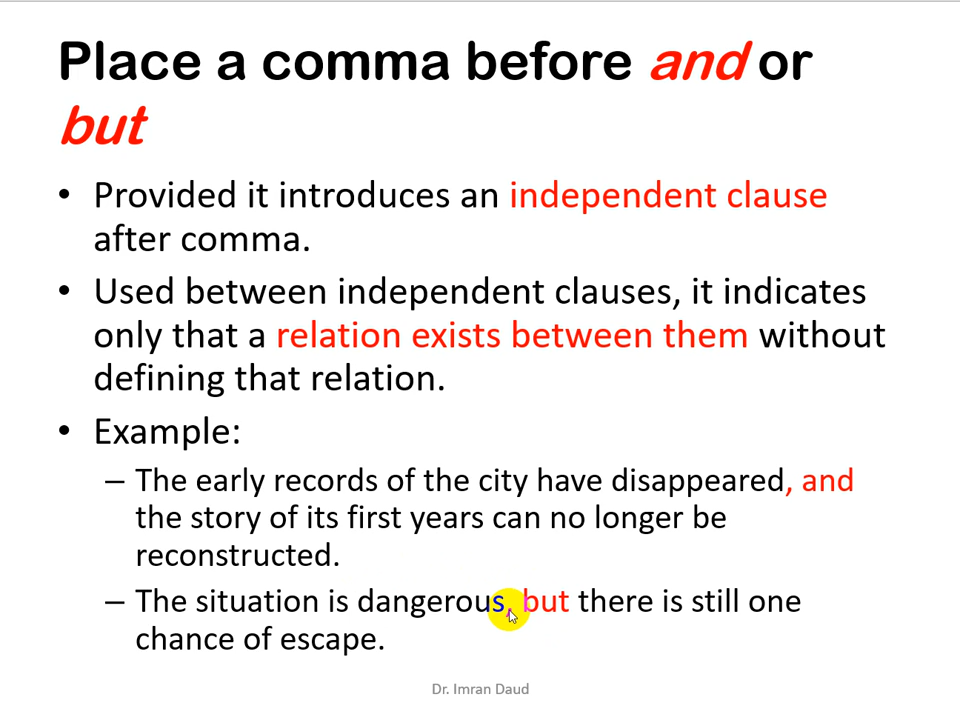 Place a comma before and or
but
• Provided it introduces an independent clause
after comma.
• Used between independent clauses, it indicates
only that a relation exists between them without
defining that relation.
• Example:
– The early records of the city have disappeared, and
the story of its first years can no longer be
reconstructed.
– The situation is dangerous, but there is still one
chance of escape.
Dr. Imran Daud